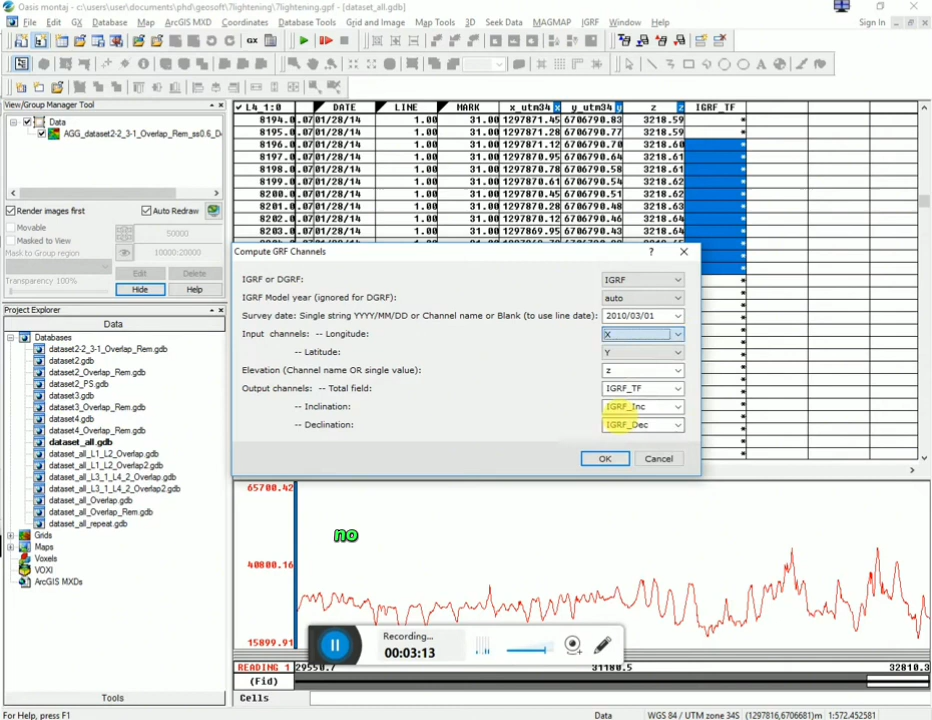 Oasis montaj - c:\users\user\documents\geosoft\7lightening\7lightening.gpf - [dataset_all.gdb]
File Edit GX Database Map ArcGIS MXD Coordinates Database Tools Grid and Image Map Tools 3D Seek Data MAGMAP IGRF Window Help Sign In
GX
View/Group Manager Tool
Data
AGG_dataset2-2_3-1_Overlap_Rem_ss0.6_D
Render images first Auto Redraw
Movable 50000
Masked to View
Mask to Group region 10000:20000
Edit Delete
Transparency 100%
Hide Help
Project Explorer
Data
Databases
dataset2-2_3-1_Overlap_Rem.gdb
dataset2.gdb
dataset2_Overlap_Rem.gdb
dataset2_PS.gdb
dataset3.gdb
dataset3_Overlap_Rem.gdb
dataset4.gdb
dataset4_Overlap_Rem.gdb
dataset_all.gdb
dataset_all_L1_L2_Overlap.gdb
dataset_all_L1_L2_Overlap2.gdb
dataset_all_L3_1_L4_2_Overlap.gdb
dataset_all_L3_1_L4_2_Overlap2.gdb
dataset_all_Overlap.gdb
dataset_all_Overlap_Rem.gdb
dataset_all_repeat.gdb
Grids
Maps
Voxels
VOXI
ArcGIS MXDs
Tools
L4_1:0 DATE LINE MARK x_utm34 x y_utm34 y z z IGRF_TF
8194.0 .07 01/28/14 1.00 31.00 1297871.45 6706790.83 3218.59 *
8195.0 .07 01/28/14 1.00 31.00 1297871.28 6706790.77 3218.59 *
8196.0 .07 01/28/14 1.00 31.00 1297871.12 6706790.70 3218.60 *
8197.0 .07 01/28/14 1.00 31.00 1297870.95 6706790.64 3218.61 *
8198.0 .07 01/28/14 1.00 31.00 1297870.78 6706790.58 3218.61 *
8199.0 .07 01/28/14 1.00 31.00 1297870.61 6706790.54 3218.62 *
8200.0 .07 01/28/14 1.00 31.00 1297870.45 6706790.51 3218.62 *
8201.0 .07 01/28/14 1.00 31.00 1297870.28 6706790.48 3218.63 *
8202.0 .07 01/28/14 1.00 31.00 1297870.12 6706790.46 3218.64 *
8203.0 .07 01/28/14 1.00 31.00 1297869.95 6706790.43 3218.64 *
Compute GRF Channels ?
IGRF or DGRF: IGRF
IGRF Model year (ignored for DGRF): auto
Survey date: Single string YYYY/MM/DD or Channel name or Blank (to use line date): 2010/03/01
Input channels: -- Longitude: X
-- Latitude: Y
Elevation (Channel name OR single value): z
Output channels: -- Total field: IGRF_TF
-- Inclination: IGRF_Inc
-- Declination: IGRF_Dec
OK Cancel
65700.42
no
40800.16
15899.91
Recording...
00:03:13
READING 1 29550.7 31180.5 32810.3
(Fid)
Cells
For Help, press F1 Data WGS 84 / UTM zone 34S (1297816,6706681)m 1:572.452581